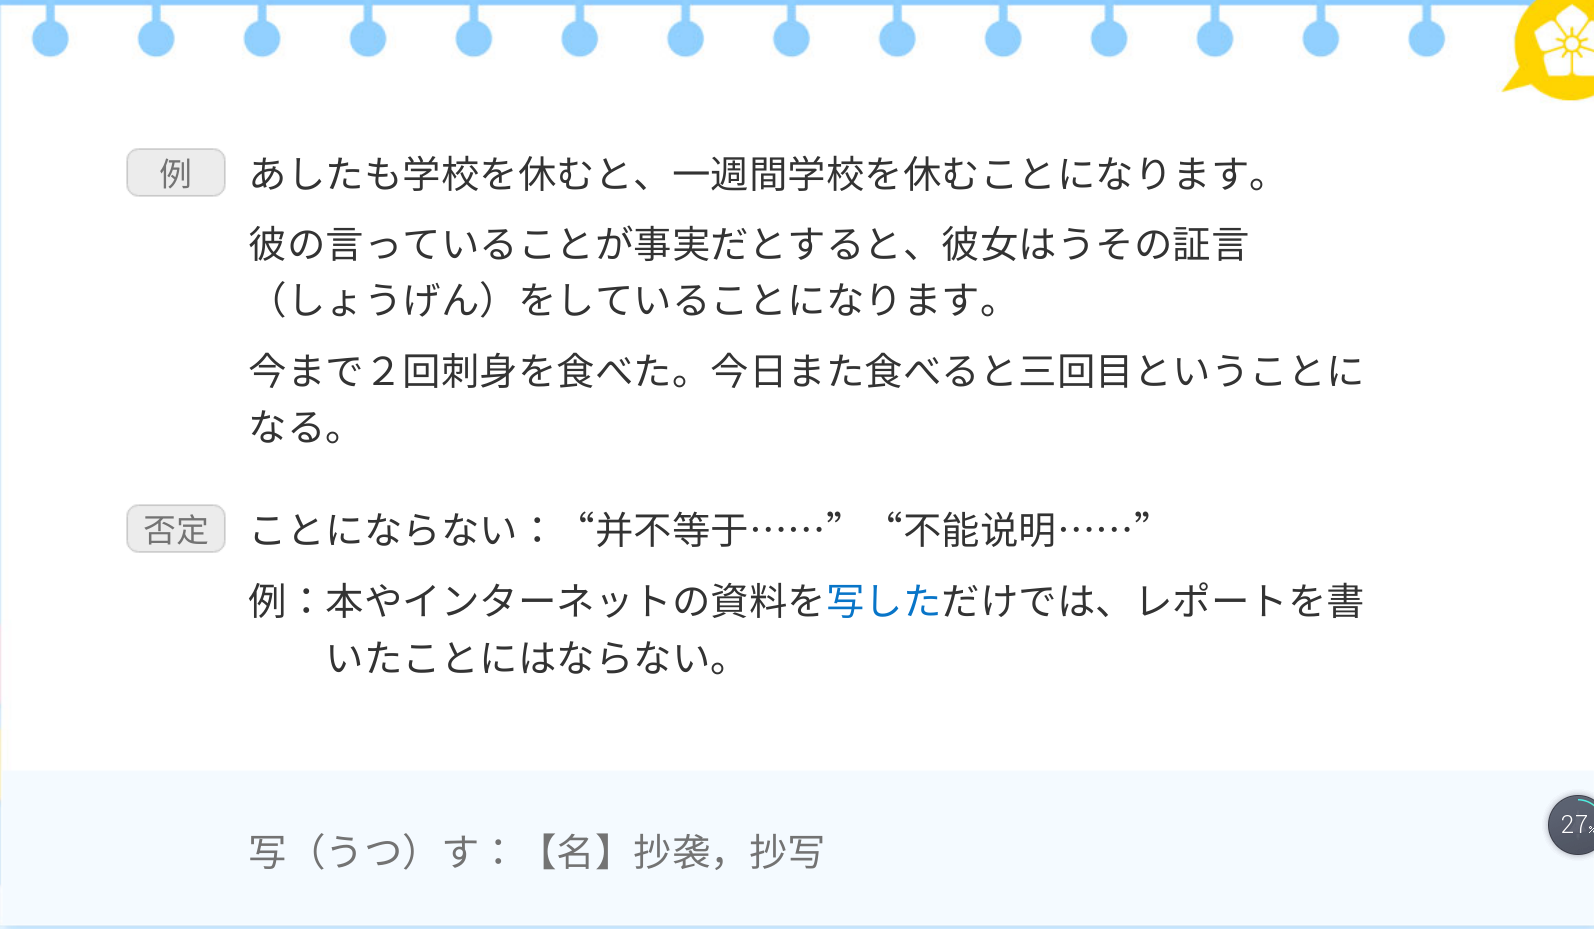 例 あしたも学校を休むと、一週間学校を休むことになります。
彼の言っていることが事実だとすると、彼女はうその証言
（しょうげん）をしていることになります。
今まで２回刺身を食べた。今日また食べると三回目ということに
なる。
否定 ことにならない：“并不等于……” “不能说明……”
例：本やインターネットの資料を写しただけでは、レポートを書
いたことにはならない。
写（うつ）す：【名】抄袭，抄写
27%